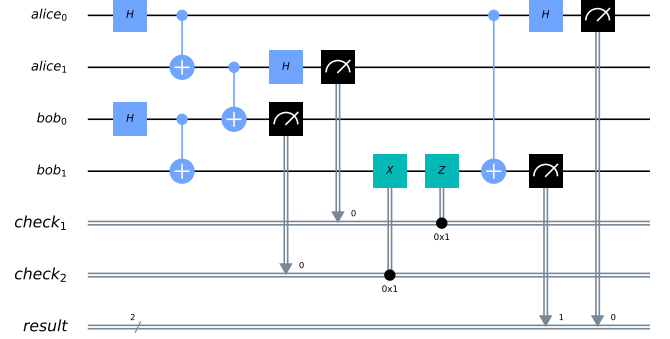 alice₀ H H
alice₁ H
bob₀ H
bob₁ X Z
check₁ 0 0x1
check₂ 0 0x1
result 2 1 0